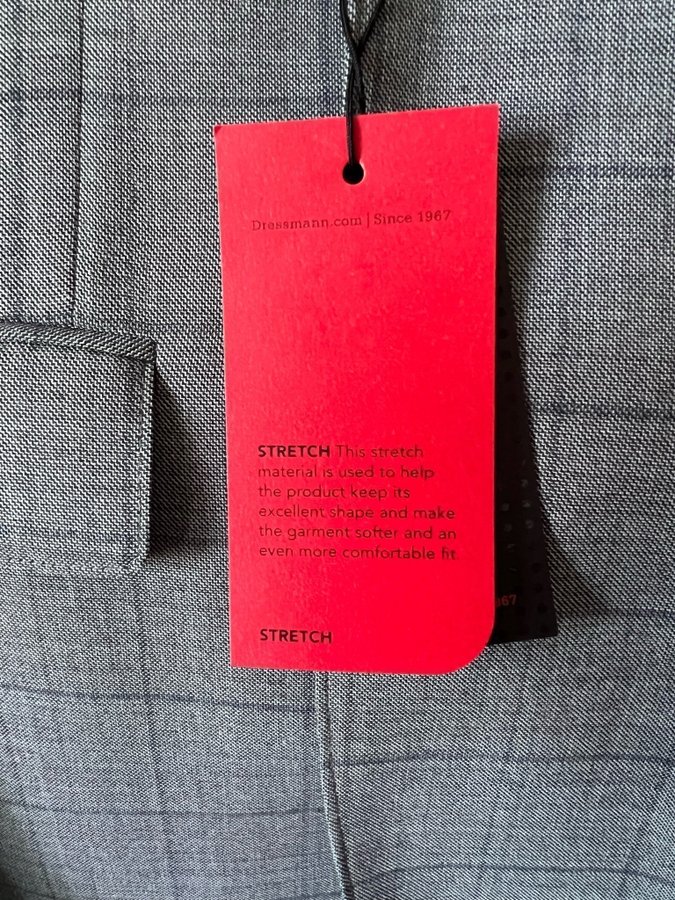 Dressmann.com | Since 1967
STRETCH This stretch
material is used to help
the product keep its
excellent shape and make
the garment softer and an
even more comfortable fit
STRETCH
967